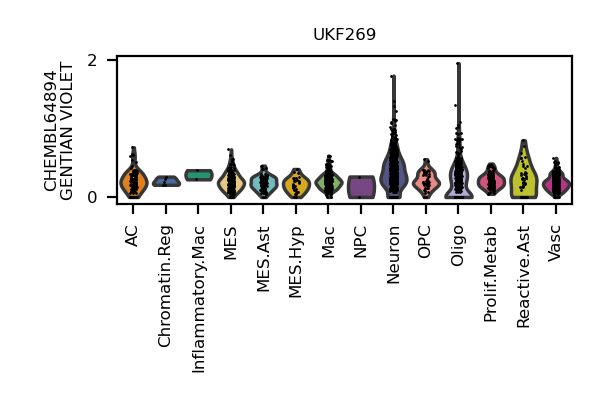 UKF269
CHEMBL64894
GENTIAN VIOLET
2
0
AC
Chromatin.Reg
Inflammatory.Mac
MES
MES.Ast
MES.Hyp
Mac
NPC
Neuron
OPC
Oligo
Prolif.Metab
Reactive.Ast
Vasc